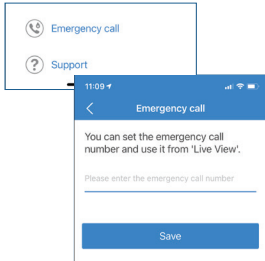 Emergency call
Support
11:09
Emergency call
You can set the emergency call
number and use it from 'Live View'.
Please enter the emergency call number
Save